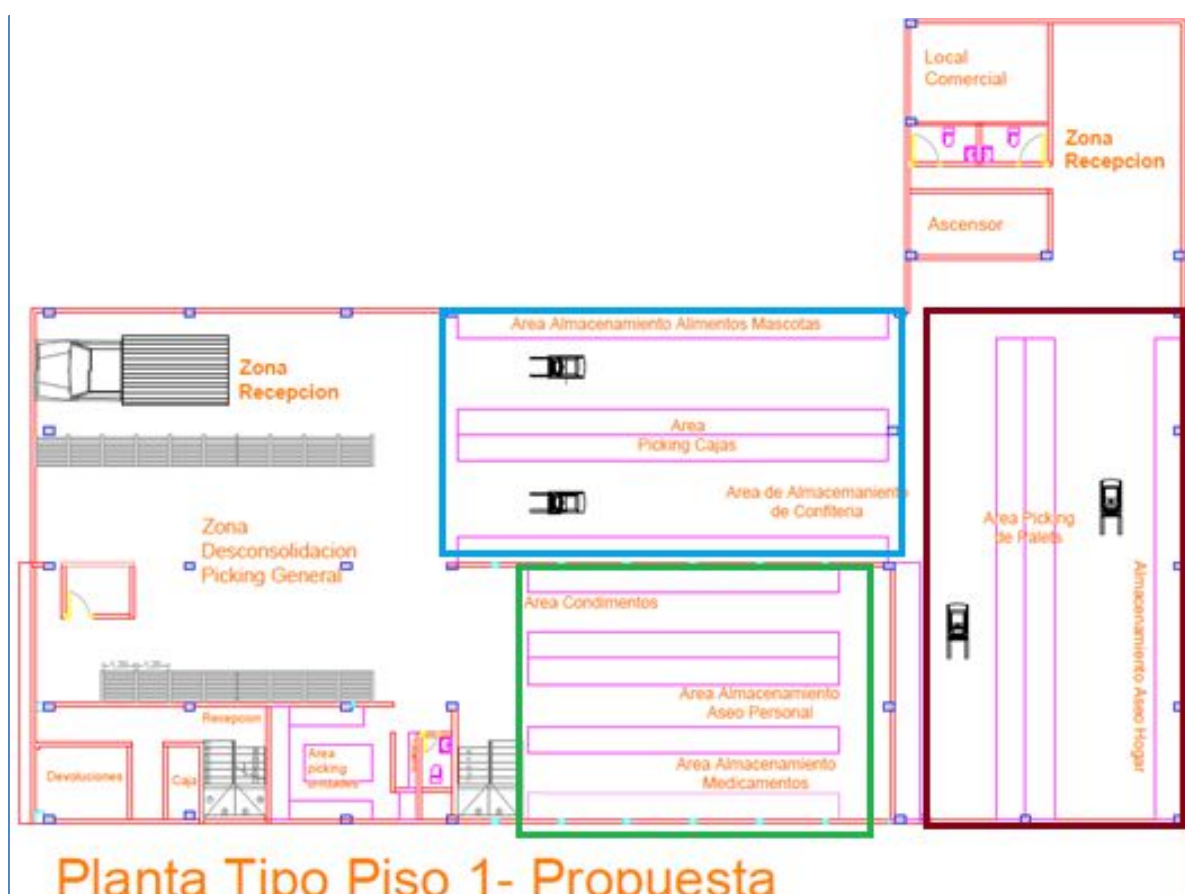 Local
Comercial
Zona
Recepcion
Ascensor
Area Almacenamiento Alimentos Mascotas
Zona
Recepcion
Area
Picking Cajas
Area de Almacemaniento
de Confiteria
Zona
Desconsolidacion
Picking General
Area Picking
de Palets
Almacenamiento Aseo Hogar
Area Condimentos
Area Almacenamiento
Aseo Personal
Recepcion
Area
picking
unidades
Devoluciones
Caja
Area Almacenamiento
Medicamentos
Planta Tipo Piso 1- Propuesta